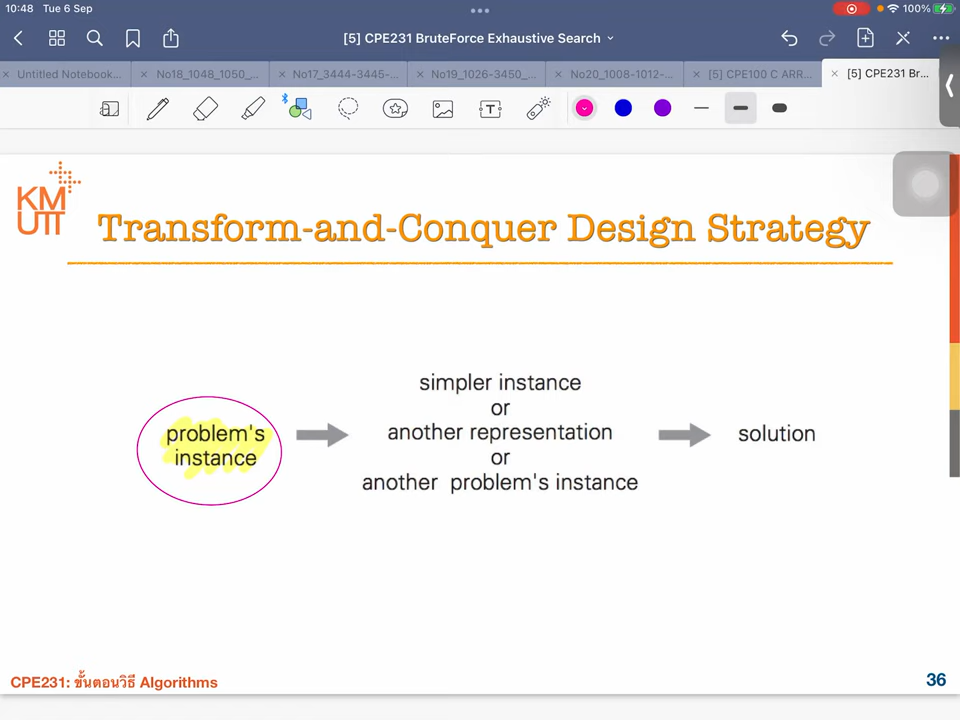 10:48 Tue 6 Sep
100%
[5] CPE231 BruteForce Exhaustive Search
Untitled Notebook...
No18_1048_1050_...
No17_3444-3445-...
No19_1026-3450_...
No20_1008-1012-...
[5] CPE100 C ARR...
[5] CPE231 Br...
T
KM
UTT
Transform-and-Conquer Design Strategy
simpler instance
or
problem's
instance
another representation
or
another problem's instance
solution
CPE231: ขั้นตอนวิธี Algorithms
36